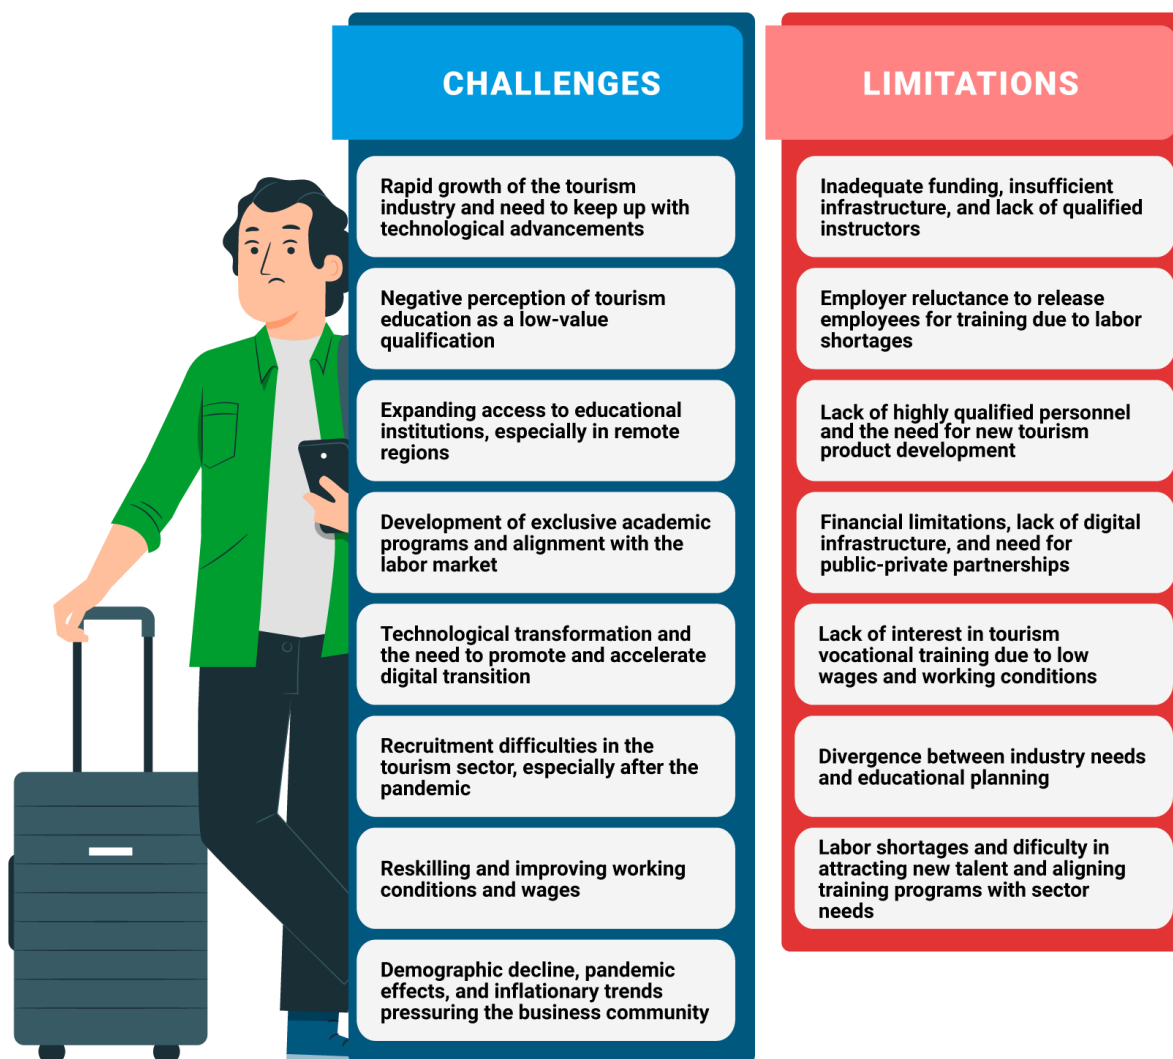 CHALLENGES
Rapid growth of the tourism
industry and need to keep up with
technological advancements
Negative perception of tourism
education as a low-value
qualification
Expanding access to educational
institutions, especially in remote
regions
Development of exclusive academic
programs and alignment with the
labor market
Technological transformation and
the need to promote and accelerate
digital transition
Recruitment difficulties in the
tourism sector, especially after the
pandemic
Reskilling and improving working
conditions and wages
Demographic decline, pandemic
effects, and inflationary trends
pressuring the business community
LIMITATIONS
Inadequate funding, insufficient
infrastructure, and lack of qualified
instructors
Employer reluctance to release
employees for training due to labor
shortages
Lack of highly qualified personnel
and the need for new tourism
product development
Financial limitations, lack of digital
infrastructure, and need for
public-private partnerships
Lack of interest in tourism
vocational training due to low
wages and working conditions
Divergence between industry needs
and educational planning
Labor shortages and dificulty in
attracting new talent and aligning
training programs with sector
needs